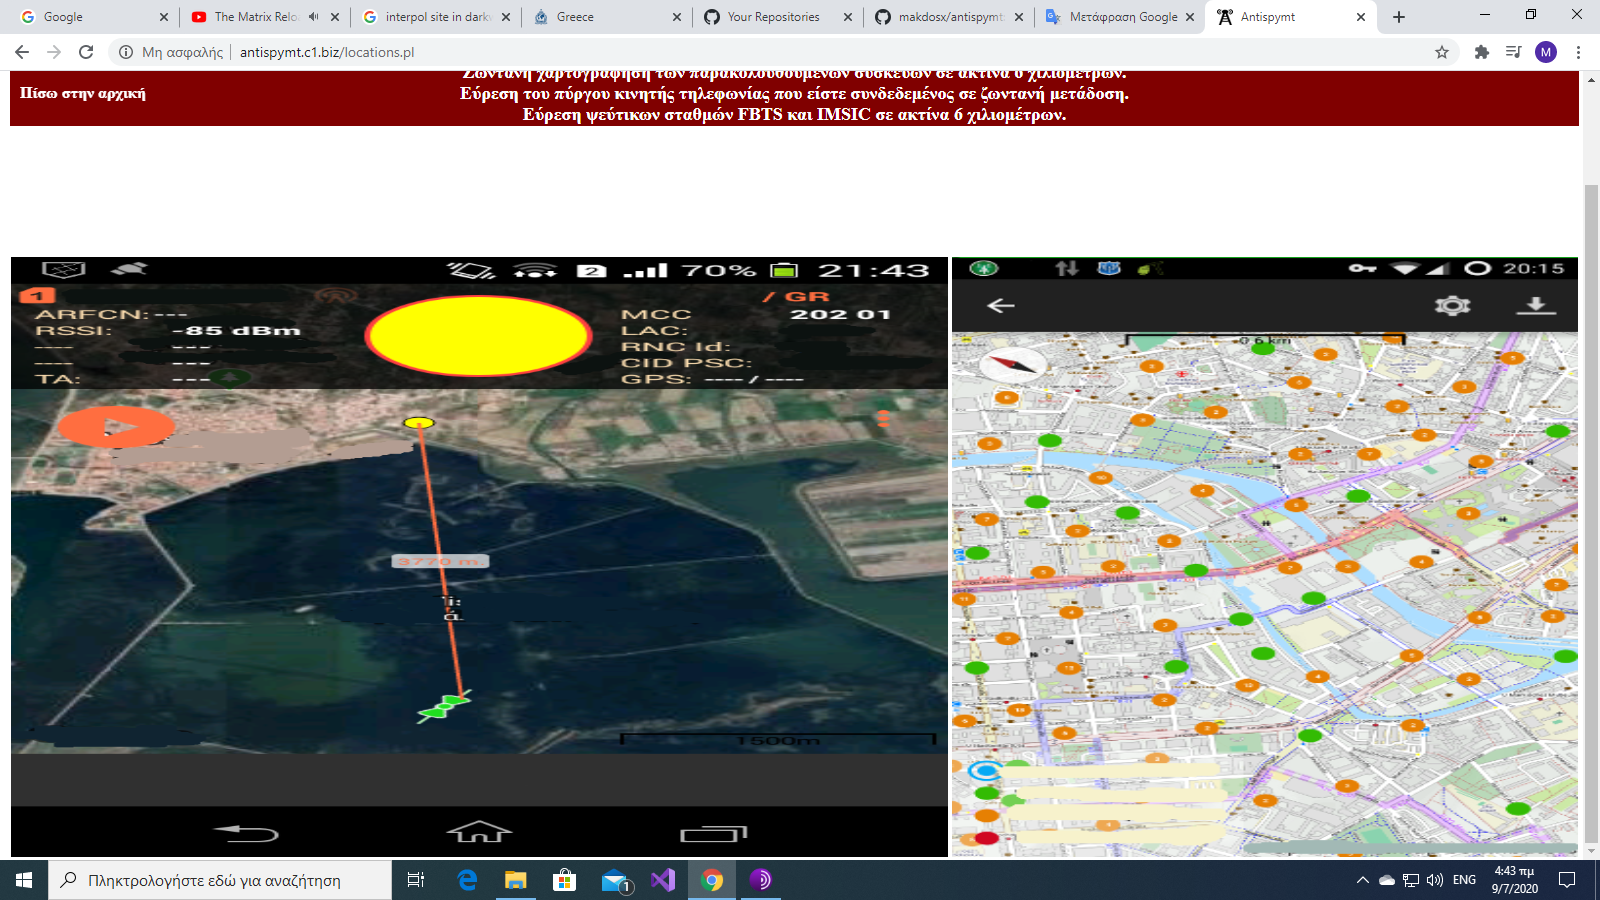 Google
The Matrix Relo
interpol site in dark
Greece
Your Repositories
makdosx/antispymt
Μετάφραση Google
Antispymt
Μη ασφαλής
antispymt.c1.biz/locations.pl
M
Ζωντανή χαρτογράφηση των παρακολουθούμενων συσκευών σε ακτίνα 6 χιλιομέτρων.
Πίσω στην αρχική
Εύρεση του πύργου κινητής τηλεφωνίας που είστε συνδεδεμένος σε ζωντανή μετάδοση.
Εύρεση ψεύτικων σταθμών FBTS και IMSIC σε ακτίνα 6 χιλιομέτρων.
2 70% 21:43
1
/ GR
ARFCN: ---
MCC 202 01
RSSI: -85 dBm
LAC:
---- ---
RNC Id:
---- ---
CID PSC:
TA: ---
GPS: ---- / ----
3770 m.
1500m
20:15
0.6 km
Πληκτρολογήστε εδώ για αναζήτηση
1
ENG
4:43 πμ
9/7/2020